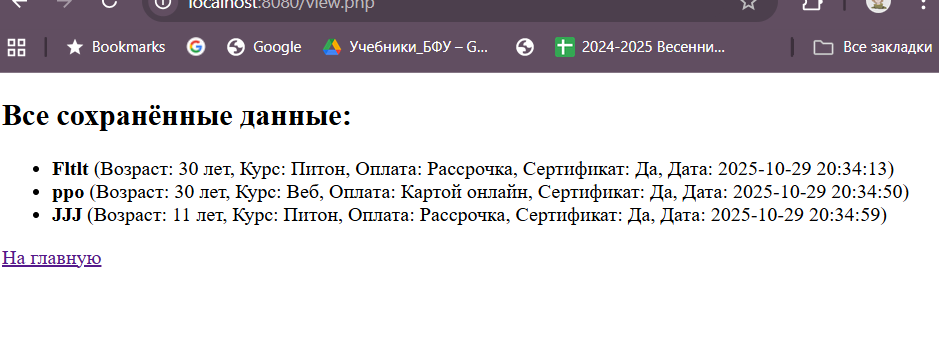 localhost:8080/view.php
Bookmarks Google Учебники_БФУ – G... 2024-2025 Весенни... Все закладки
Все сохранённые данные:
• Fltlt (Возраст: 30 лет, Курс: Питон, Оплата: Рассрочка, Сертификат: Да, Дата: 2025-10-29 20:34:13)
• ppo (Возраст: 30 лет, Курс: Веб, Оплата: Картой онлайн, Сертификат: Да, Дата: 2025-10-29 20:34:50)
• JJJ (Возраст: 11 лет, Курс: Питон, Оплата: Рассрочка, Сертификат: Да, Дата: 2025-10-29 20:34:59)
На главную